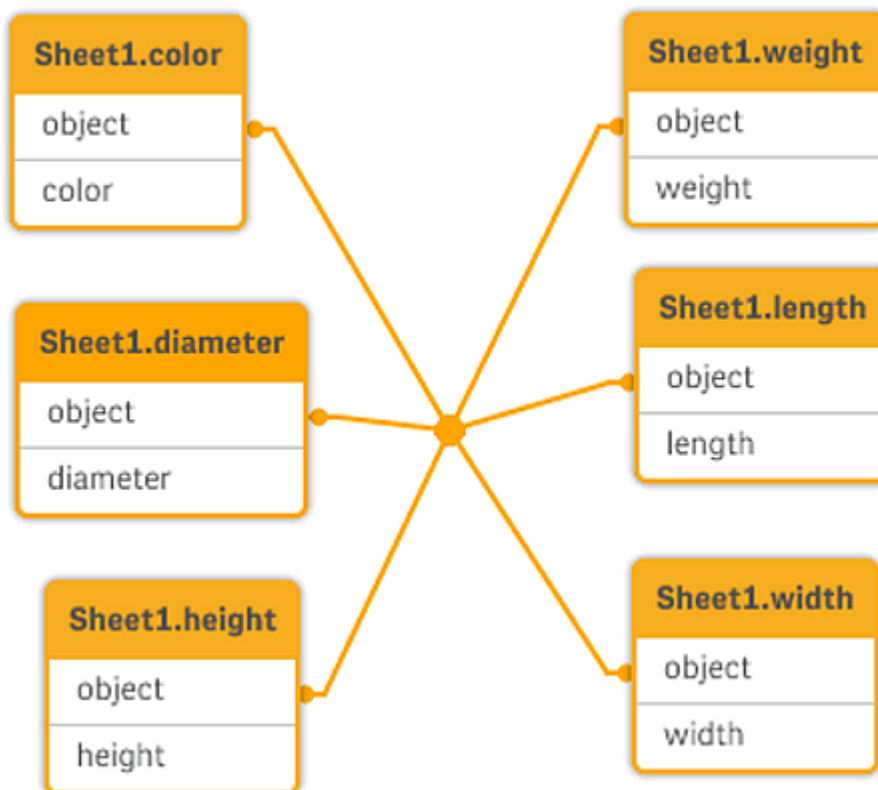 Sheet1.color
object
color
Sheet1.diameter
object
diameter
Sheet1.height
object
height
Sheet1.weight
object
weight
Sheet1.length
object
length
Sheet1.width
object
width